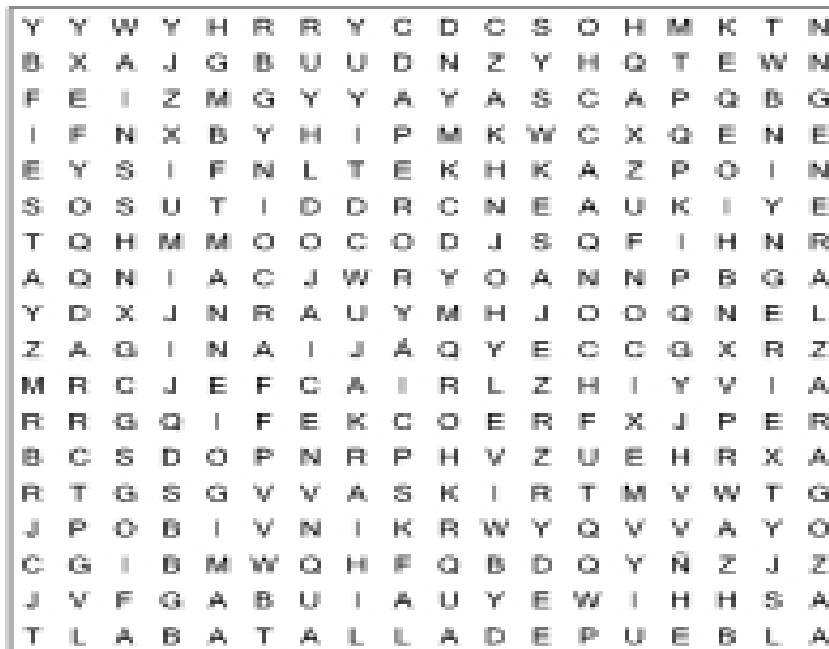 Y Y W Y H R R Y C D C S O H M K T N
B X A J G B U U D N Z Y H Q T E W N
F E I Z M G Y Y A Y A S C A P Q B G
I F N X B Y H I P M K W C X Q E N E
E Y S I F N L T E K H K A Z P O I N
S O S U T I D D R C N E A U K I Y E
T Q H M M O O C O D J S Q F I H N R
A Q N I A C J W R Y O A N N P B G A
Y D X J N R A U Y M H J O O Q N E L
Z A G I N A I J Á Q Y E C C G X R Z
M R C J E F C A I R L Z H I Y V I A
R R G Q I F E K C O E R F X J P E R
B C S D O P N R P H V Z U E H R X A
R T G S G V V A S K I R T M V W T G
J P O B I V N I K R W Y Q V V A Y O
C G I B M W Q H F Q B D Q Y Ñ Z J Z
J V F G A B U I A U Y E W I H H S A
T L A B A T A L L A D E P U E B L A